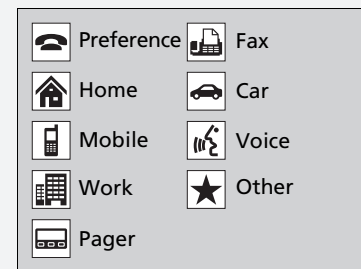 Preference Fax
Home Car
Mobile Voice
Work Other
Pager